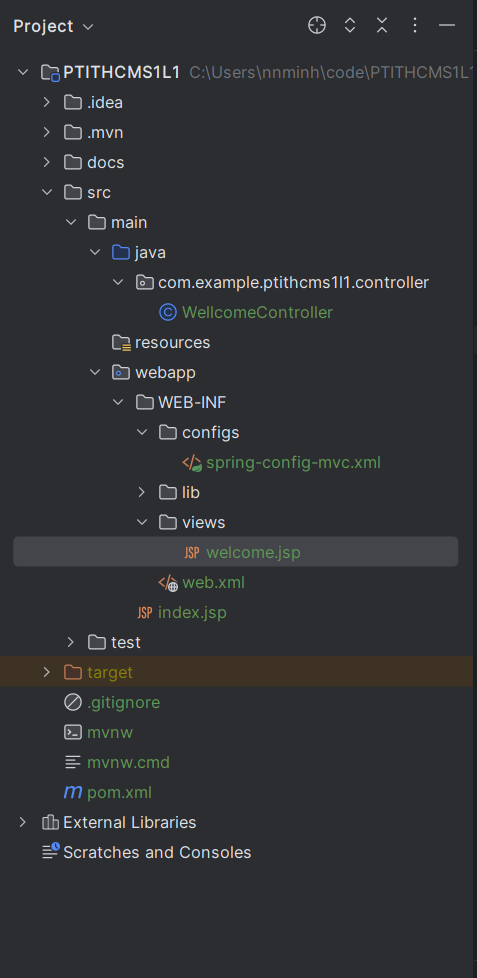 Project
PTITHCMS1L1 C:\Users\nnminh\code\PTITHCMS1L1
.idea
.mvn
docs
src
main
java
com.example.ptithcms1l1.controller
C WellcomeController
resources
webapp
WEB-INF
configs
spring-config-mvc.xml
lib
views
JSP welcome.jsp
web.xml
JSP index.jsp
test
target
.gitignore
mvnw
mvnw.cmd
m pom.xml
External Libraries
Scratches and Consoles